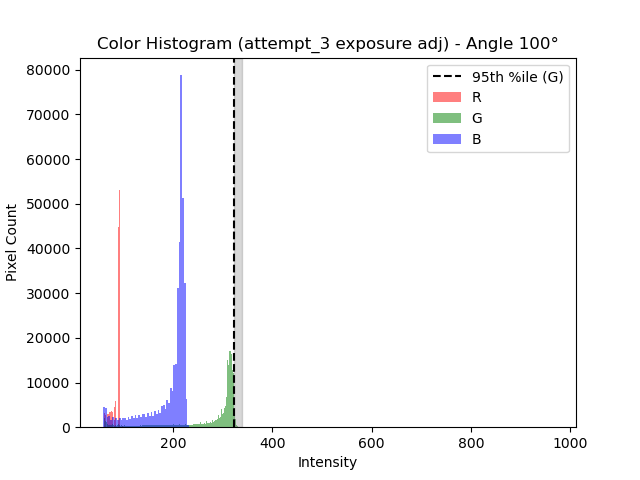 Color Histogram (attempt_3 exposure adj) - Angle 100°
80000
70000
60000
50000
40000
30000
20000
10000
0
Pixel Count
200
400
600
800
1000
Intensity
95th %ile (G)
R
G
B